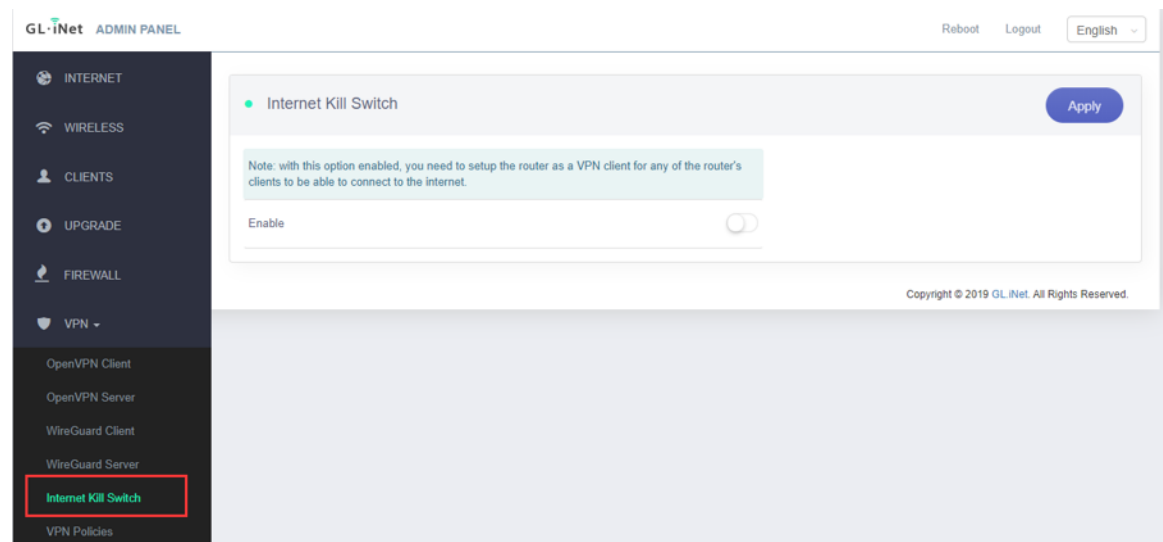 GL·iNet ADMIN PANEL
Reboot Logout English
INTERNET
WIRELESS
CLIENTS
UPGRADE
FIREWALL
VPN
OpenVPN Client
OpenVPN Server
WireGuard Client
WireGuard Server
Internet Kill Switch
VPN Policies
Internet Kill Switch
Apply
Note: with this option enabled, you need to setup the router as a VPN client for any of the router's
clients to be able to connect to the internet.
Enable
Copyright © 2019 GL.iNet. All Rights Reserved.